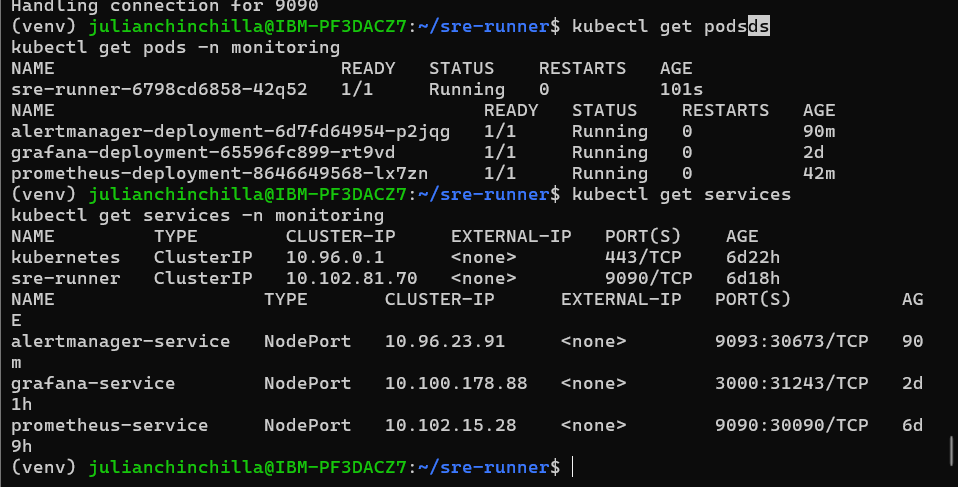 Handling connection for 9090
(venv) julianchinchilla@IBM-PF3DACZ7:~/sre-runner$ kubectl get podsds
kubectl get pods -n monitoring
NAME                          READY   STATUS    RESTARTS   AGE
sre-runner-6798cd6858-42q52   1/1     Running   0          101s
NAME                                       READY   STATUS    RESTARTS   AGE
alertmanager-deployment-6d7fd64954-p2jqg   1/1     Running   0          90m
grafana-deployment-65596fc899-rt9vd        1/1     Running   0          2d
prometheus-deployment-8646649568-lx7zn     1/1     Running   0          42m
(venv) julianchinchilla@IBM-PF3DACZ7:~/sre-runner$ kubectl get services
kubectl get services -n monitoring
NAME         TYPE        CLUSTER-IP     EXTERNAL-IP   PORT(S)    AGE
kubernetes   ClusterIP   10.96.0.1      <none>        443/TCP    6d22h
sre-runner   ClusterIP   10.102.81.70   <none>        9090/TCP   6d18h
NAME                   TYPE       CLUSTER-IP      EXTERNAL-IP   PORT(S)          AG
E
alertmanager-service   NodePort   10.96.23.91     <none>        9093:30673/TCP   90
m
grafana-service        NodePort   10.100.178.88   <none>        3000:31243/TCP   2d
1h
prometheus-service     NodePort   10.102.15.28    <none>        9090:30090/TCP   6d
9h
(venv) julianchinchilla@IBM-PF3DACZ7:~/sre-runner$